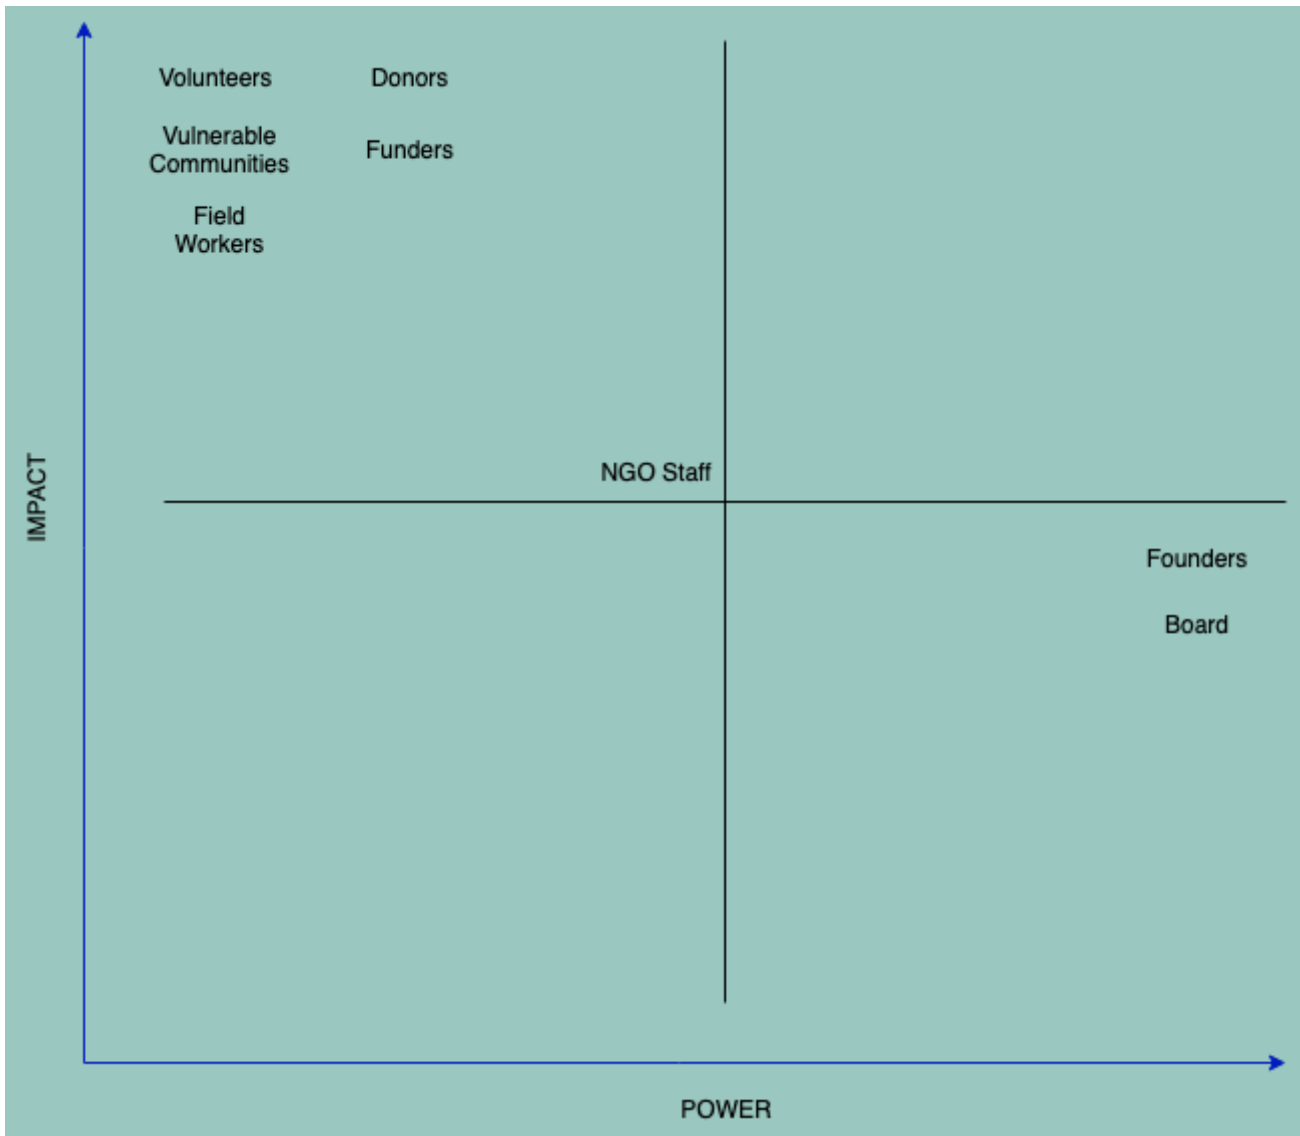 Volunteers
Donors
Vulnerable
Communities
Funders
Field
Workers
IMPACT
NGO Staff
Founders
Board
POWER